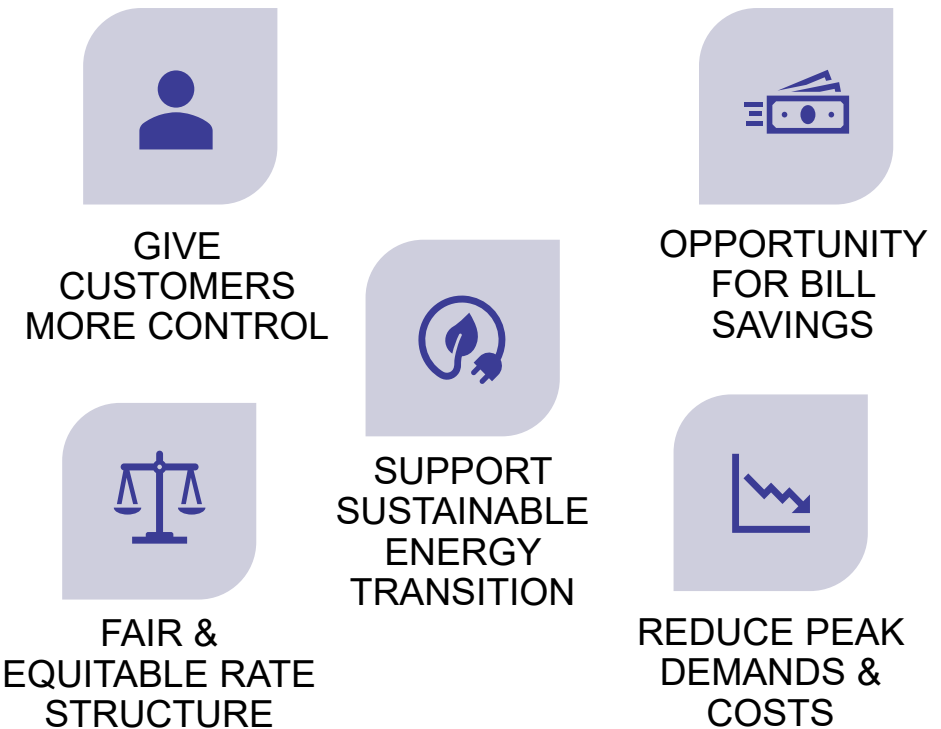 GIVE
CUSTOMERS
MORE CONTROL
OPPORTUNITY
FOR BILL
SAVINGS
SUPPORT
SUSTAINABLE
ENERGY
TRANSITION
FAIR &
EQUITABLE RATE
STRUCTURE
REDUCE PEAK
DEMANDS &
COSTS